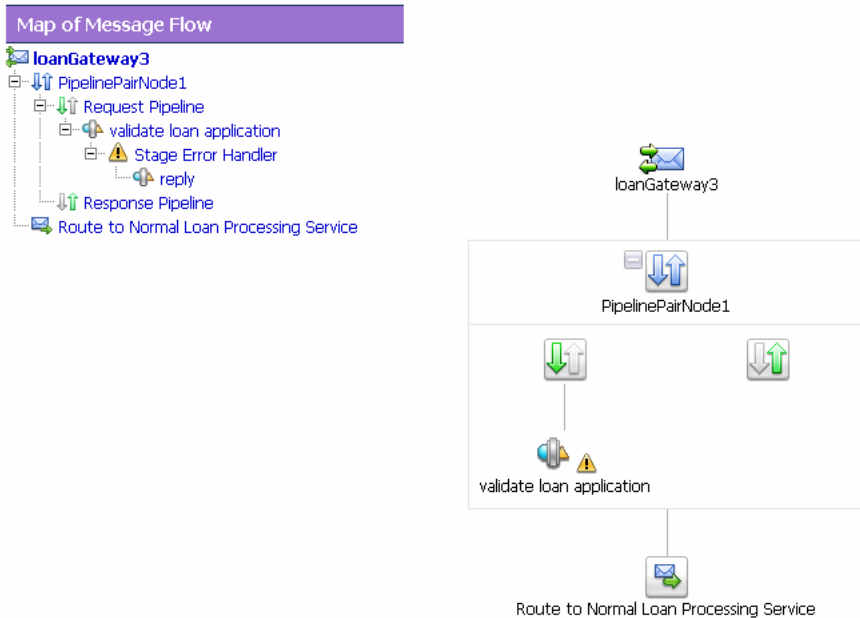 Map of Message Flow
loanGateway3
PipelinePairNode1
Request Pipeline
validate loan application
Stage Error Handler
reply
Response Pipeline
Route to Normal Loan Processing Service
loanGateway3
PipelinePairNode1
validate loan application
Route to Normal Loan Processing Service